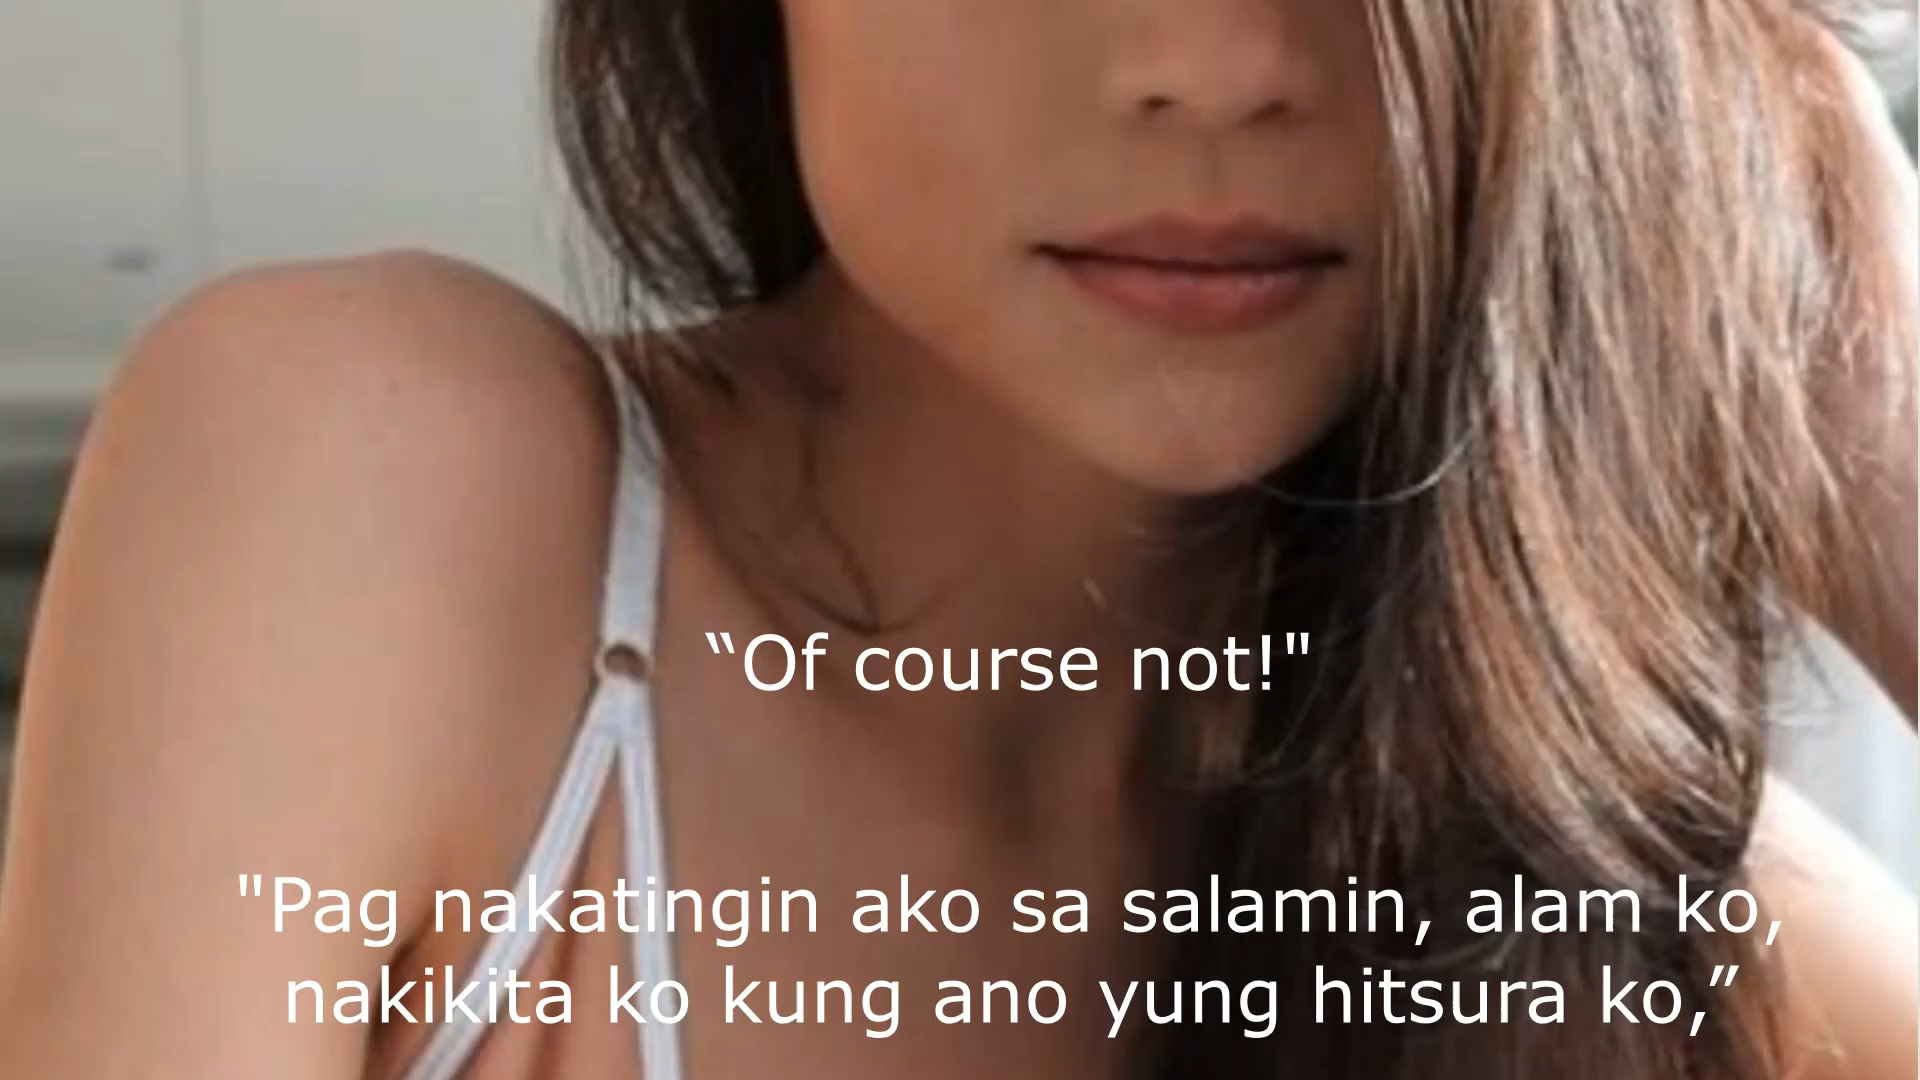 “Of course not!"
"Pag nakatingin ako sa salamin, alam ko,
nakikita ko kung ano yung hitsura ko,”